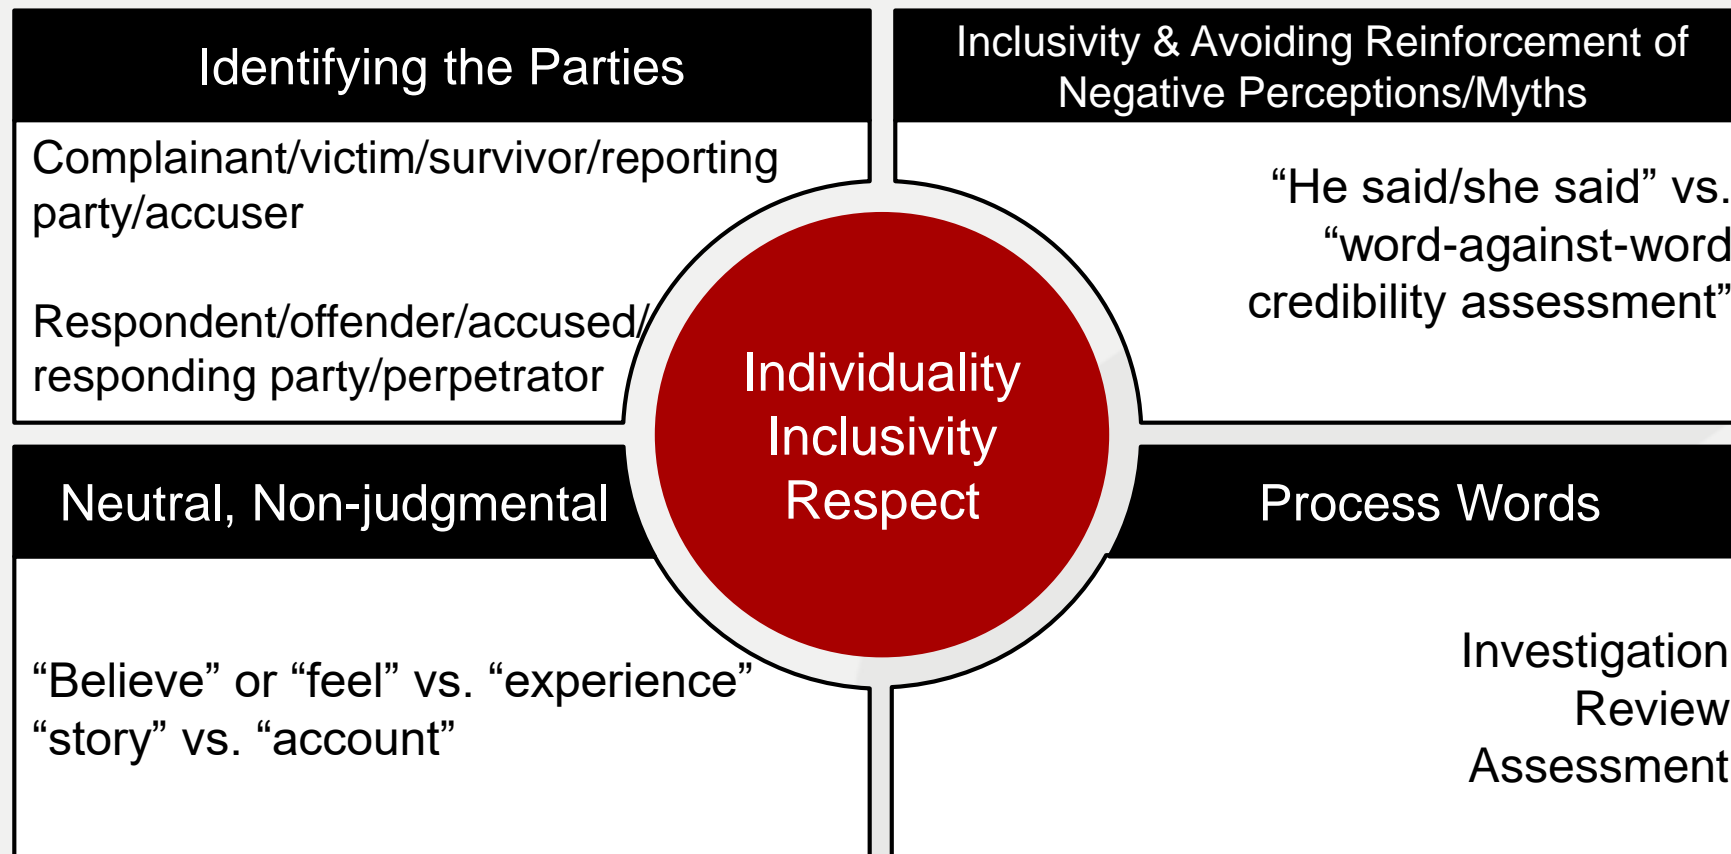 Identifying the Parties
Complainant/victim/survivor/reporting
party/accuser
Respondent/offender/accused/
responding party/perpetrator
Inclusivity & Avoiding Reinforcement of
Negative Perceptions/Myths
“He said/she said” vs.
“word-against-word
credibility assessment”
Individuality
Inclusivity
Respect
Neutral, Non-judgmental
“Believe” or “feel” vs. “experience”
“story” vs. “account”
Process Words
Investigation
Review
Assessment